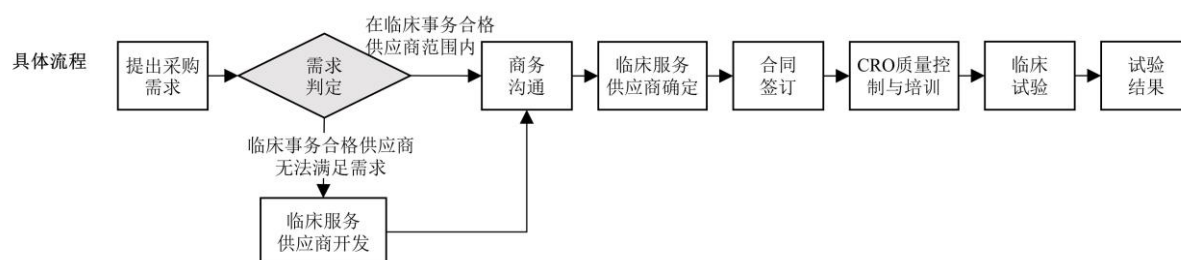 具体流程
提出采购
需求
需求
判定
在临床事务合格
供应商范围内
临床事务合格供应商
无法满足需求
临床服务
供应商开发
商务
沟通
临床服务
供应商确定
合同
签订
CRO质量控
制与培训
临床
试验
试验
结果